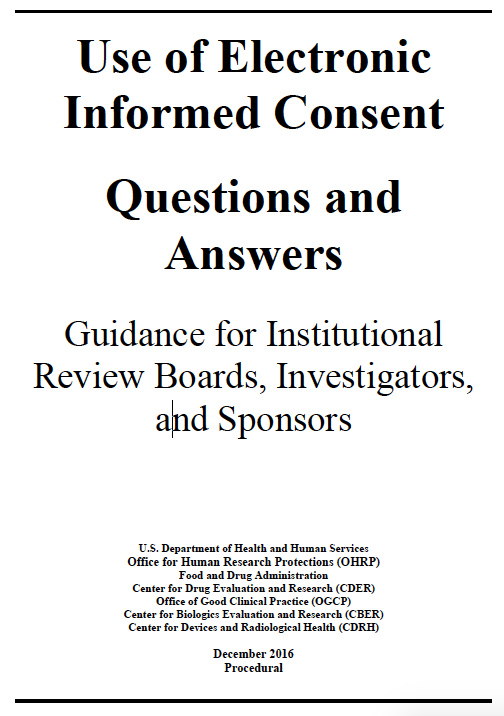 Use of Electronic
Informed Consent
Questions and
Answers
Guidance for Institutional
Review Boards, Investigators,
and Sponsors
U.S. Department of Health and Human Services
Office for Human Research Protections (OHRP)
Food and Drug Administration
Center for Drug Evaluation and Research (CDER)
Office of Good Clinical Practice (OGCP)
Center for Biologics Evaluation and Research (CBER)
Center for Devices and Radiological Health (CDRH)
December 2016
Procedural